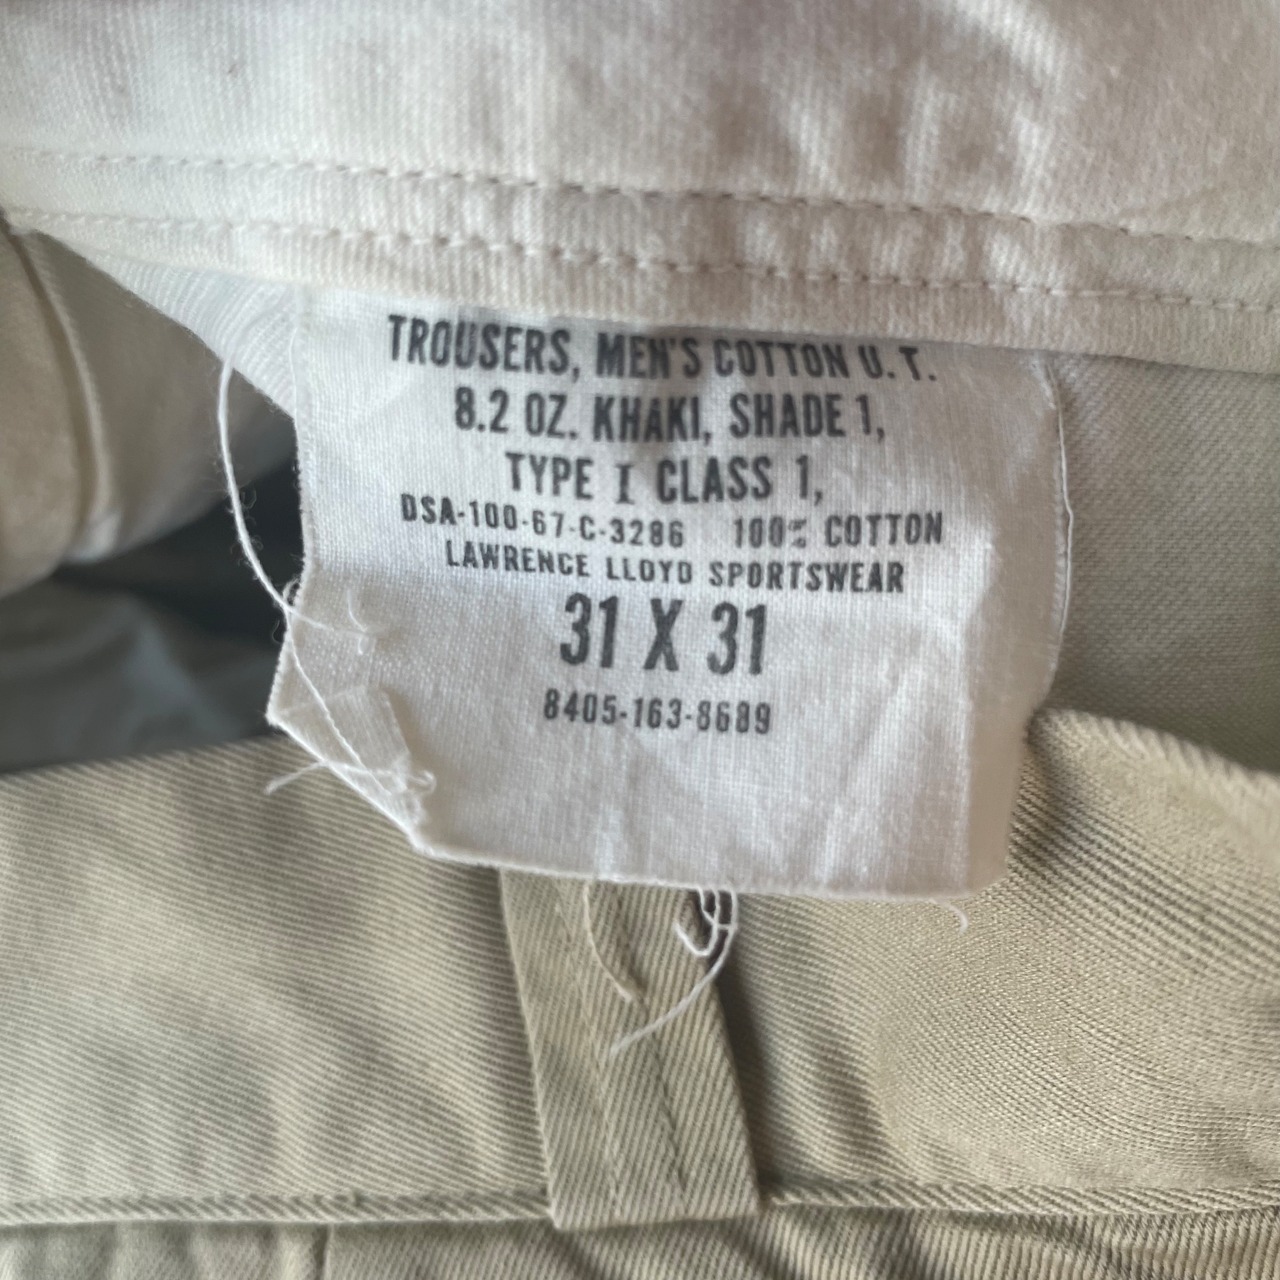 TROUSERS, MEN'S COTTON U.T.
8.2 OZ. KHAKI, SHADE 1,
TYPE I CLASS 1,
DSA-100-67-C-3286 100% COTTON
LAWRENCE LLOYD SPORTSWEAR
31 X 31
8405-163-8689